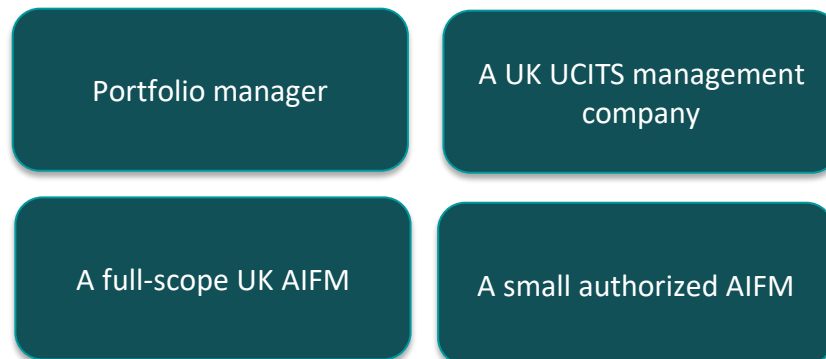 Portfolio manager
A UK UCITS management
company
A full-scope UK AIFM
A small authorized AIFM